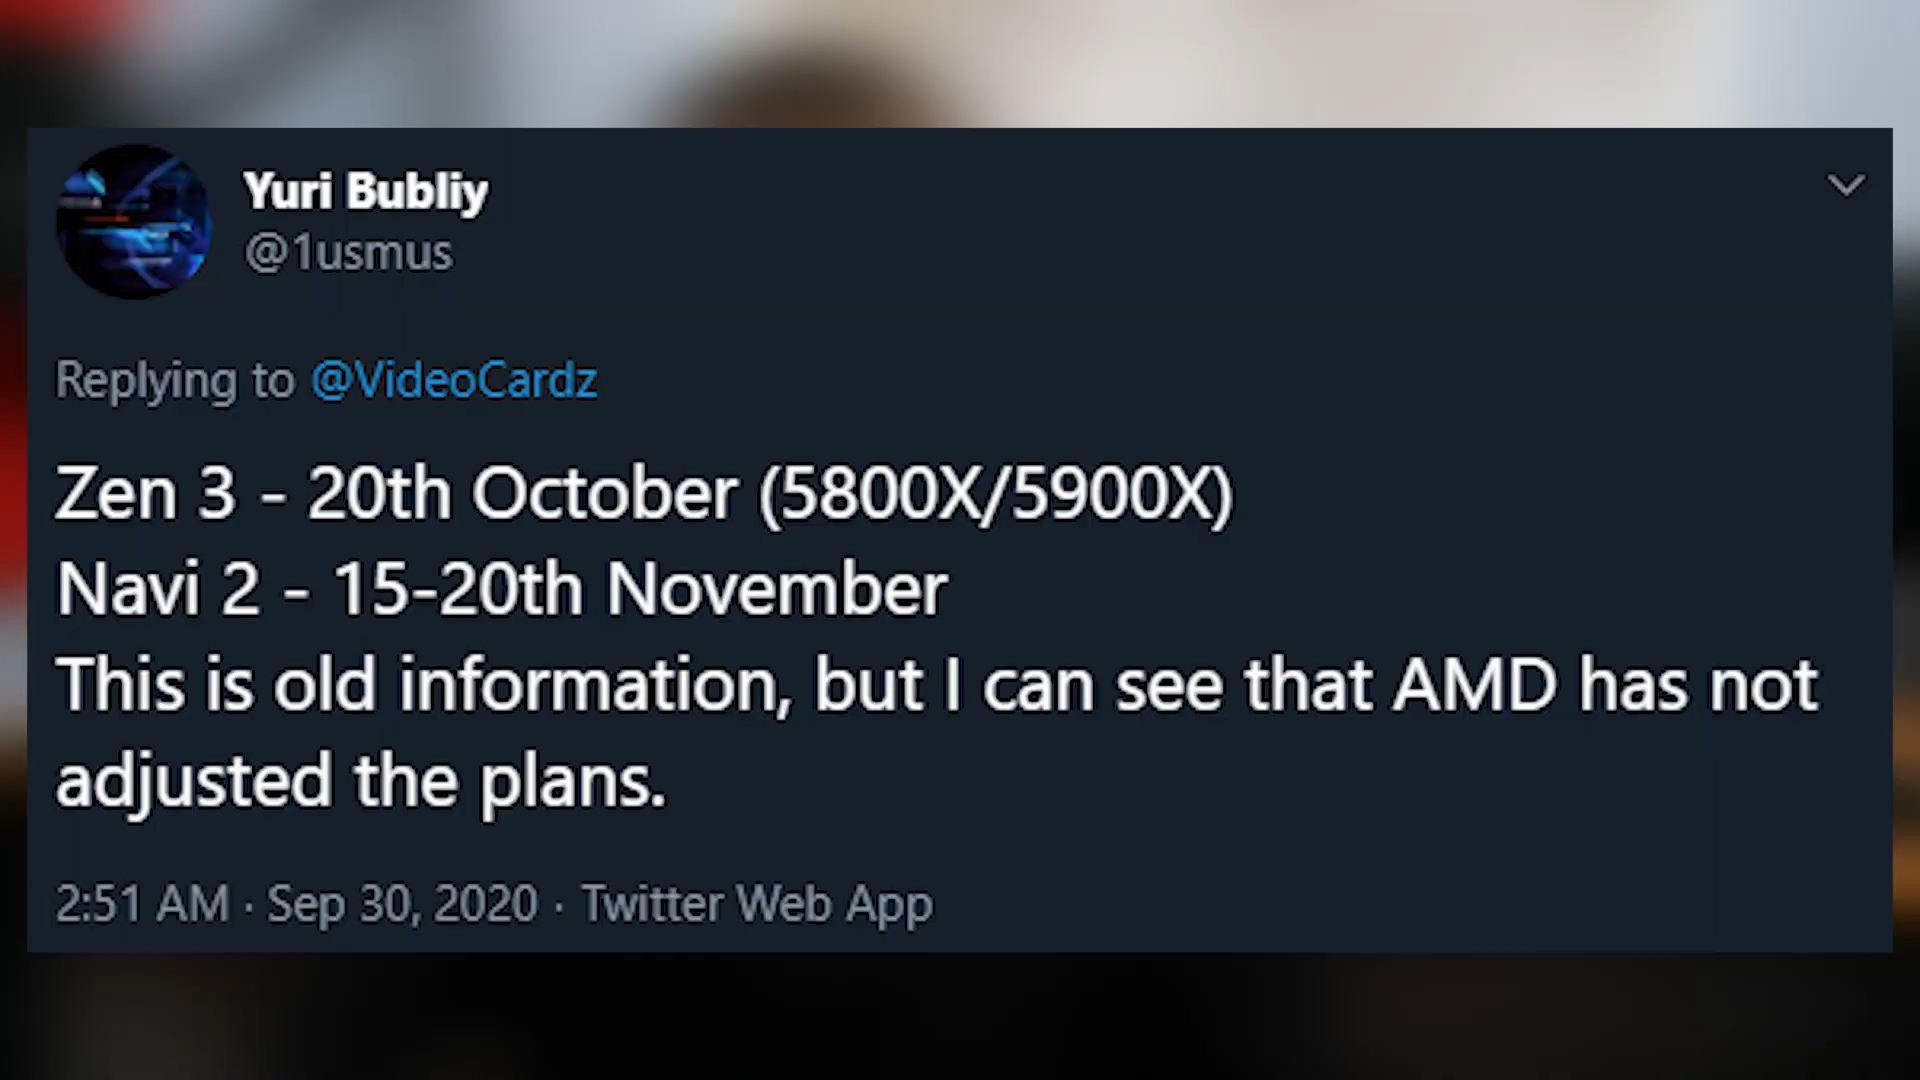 Yuri Bubliy
@1usmus
Replying to @VideoCardz
Zen 3 - 20th October (5800X/5900X)
Navi 2 - 15-20th November
This is old information, but I can see that AMD has not
adjusted the plans.
2:51 AM · Sep 30, 2020 · Twitter Web App